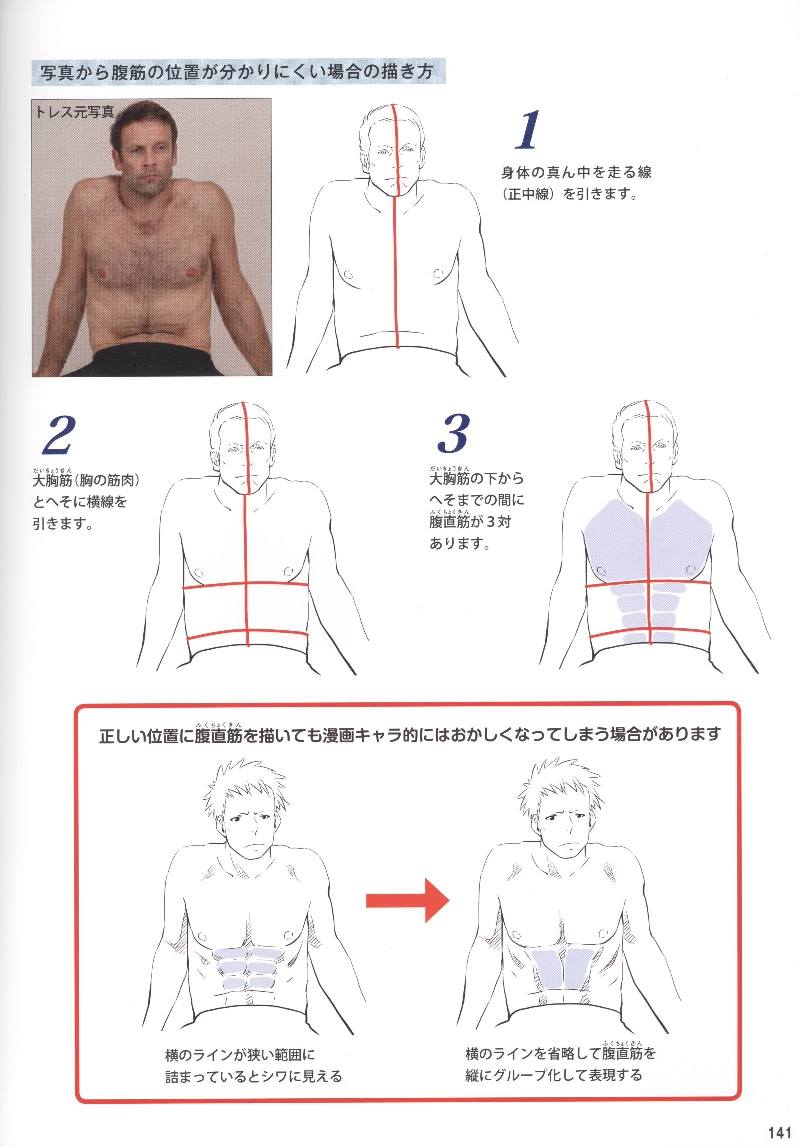 写真から腹筋の位置が分かりにくい場合の描き方
トレス元写真
1
身体の真ん中を走る線
（正中線）を引きます。
2
だいきょうきん
大胸筋（胸の筋肉）
とへそに横線を
引きます。
3
だいきょうきん
大胸筋の下から
へそまでの間に
ふくちょくきん
腹直筋が３対
あります。
ふくちょくきん
正しい位置に腹直筋を描いても漫画キャラ的にはおかしくなってしまう場合があります
横のラインが狭い範囲に
詰まっているとシワに見える
ふくちょくきん
横のラインを省略して腹直筋を
縦にグループ化して表現する
141